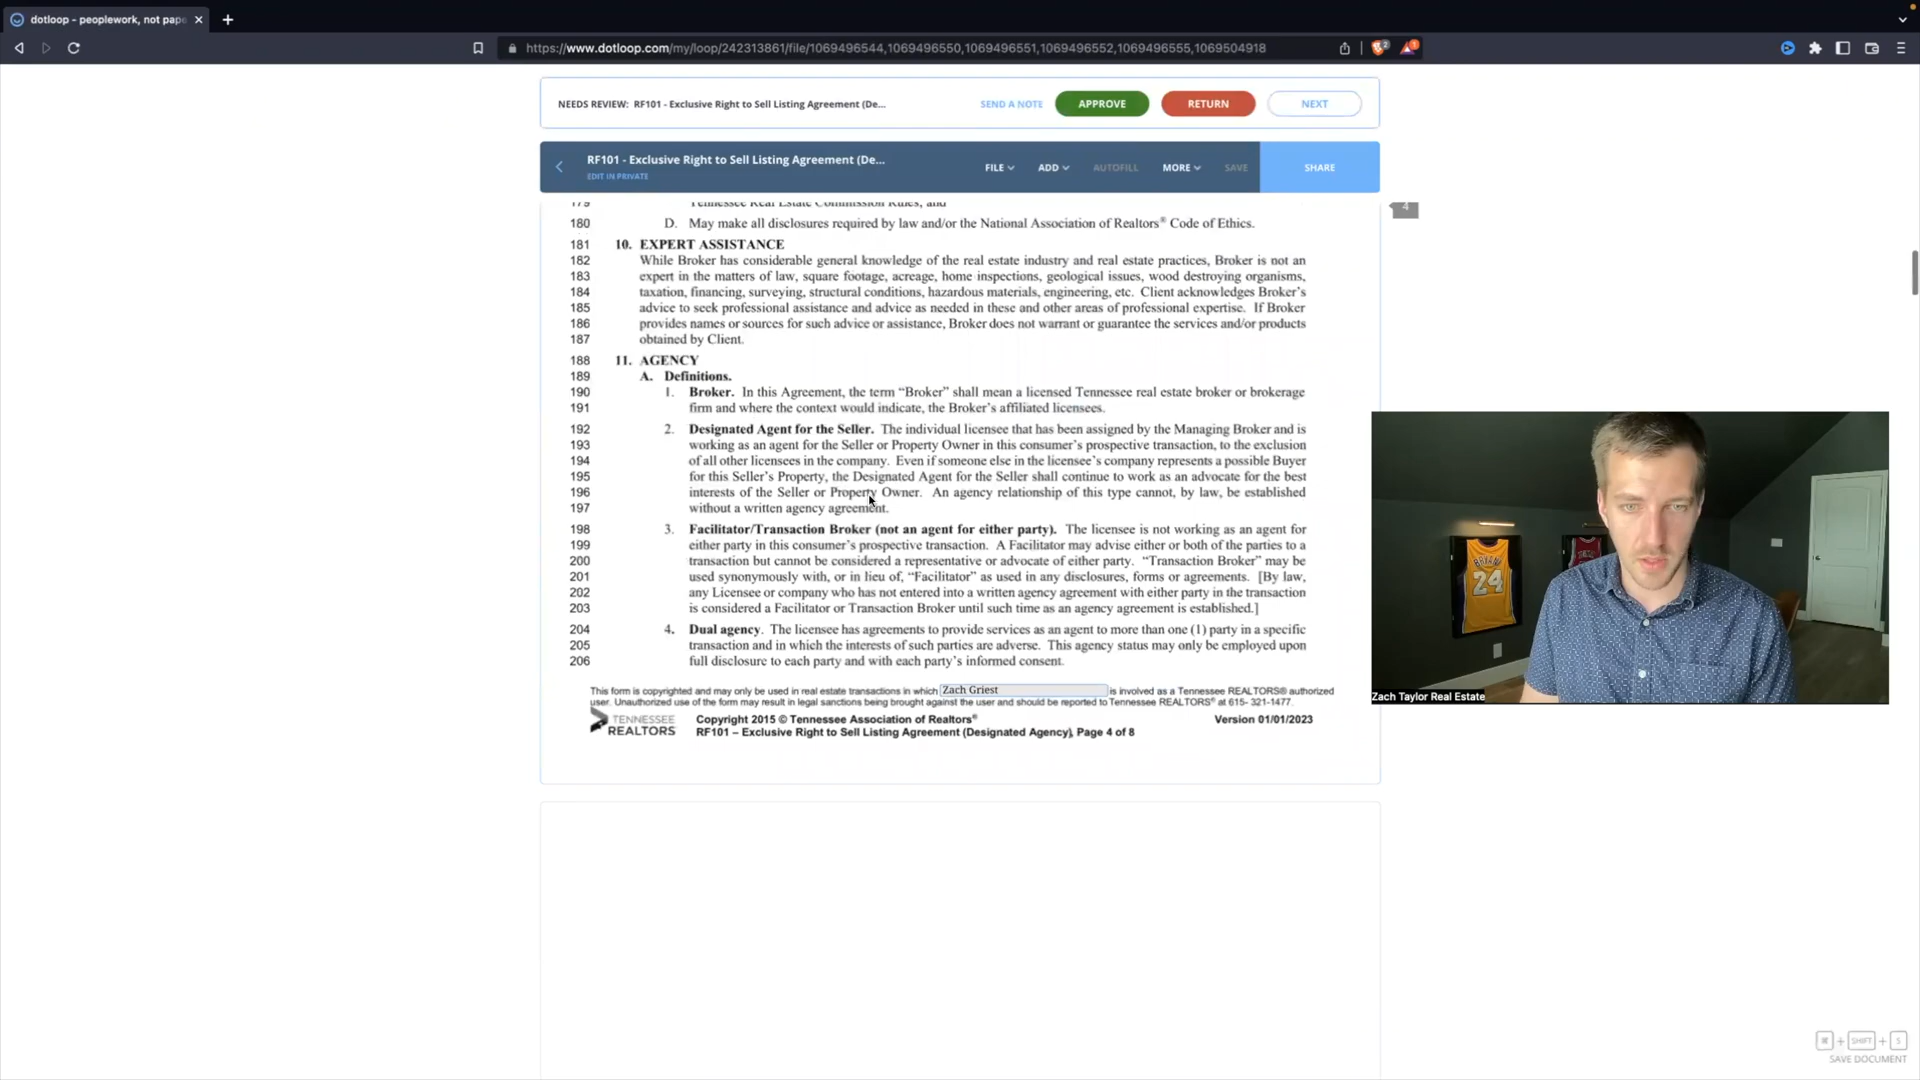 dotloop - peoplework, not pap
https://www.dotloop.com/my/loop/242313861/file/1069496544,1069496550,1069496551,1069496552,1069496555,1069504918
NEEDS REVIEW: RF101 - Exclusive Right to Sell Listing Agreement (De...
SEND A NOTE
APPROVE
RETURN
NEXT
RF101 - Exclusive Right to Sell Listing Agreement (De...
EDIT IN PRIVATE
FILE
ADD
AUTOFILL
MORE
SAVE
SHARE
4
179 Tennessee Real Estate Commission Rules; and
180 D. May make all disclosures required by law and/or the National Association of Realtors® Code of Ethics.
181 10. EXPERT ASSISTANCE
182 While Broker has considerable general knowledge of the real estate industry and real estate practices, Broker is not an
183 expert in the matters of law, square footage, acreage, home inspections, geological issues, wood destroying organisms,
184 taxation, financing, surveying, structural conditions, hazardous materials, engineering, etc. Client acknowledges Broker's
185 advice to seek professional assistance and advice as needed in these and other areas of professional expertise. If Broker
186 provides names or sources for such advice or assistance, Broker does not warrant or guarantee the services and/or products
187 obtained by Client.
188 11. AGENCY
189 A. Definitions.
190 1. Broker. In this Agreement, the term “Broker” shall mean a licensed Tennessee real estate broker or brokerage
191 firm and where the context would indicate, the Broker's affiliated licensees.
192 2. Designated Agent for the Seller. The individual licensee that has been assigned by the Managing Broker and is
193 working as an agent for the Seller or Property Owner in this consumer's prospective transaction, to the exclusion
194 of all other licensees in the company. Even if someone else in the licensee's company represents a possible Buyer
195 for this Seller's Property, the Designated Agent for the Seller shall continue to work as an advocate for the best
196 interests of the Seller or Property Owner. An agency relationship of this type cannot, by law, be established
197 without a written agency agreement.
198 3. Facilitator/Transaction Broker (not an agent for either party). The licensee is not working as an agent for
199 either party in this consumer's prospective transaction. A Facilitator may advise either or both of the parties to a
200 transaction but cannot be considered a representative or advocate of either party. “Transaction Broker” may be
201 used synonymously with, or in lieu of, “Facilitator” as used in any disclosures, forms or agreements. [By law,
202 any Licensee or company who has not entered into a written agency agreement with either party in the transaction
203 is considered a Facilitator or Transaction Broker until such time as an agency agreement is established.]
204 4. Dual agency. The licensee has agreements to provide services as an agent to more than one (1) party in a specific
205 transaction and in which the interests of such parties are adverse. This agency status may only be employed upon
206 full disclosure to each party and with each party's informed consent.
This form is copyrighted and may only be used in real estate transactions in which Zach Griest is involved as a Tennessee REALTORS® authorized
user. Unauthorized use of the form may result in legal sanctions being brought against the user and should be reported to Tennessee REALTORS® at 615- 321-1477.
TENNESSEE
REALTORS
Copyright 2015 © Tennessee Association of Realtors®
RF101 – Exclusive Right to Sell Listing Agreement (Designated Agency), Page 4 of 8
Version 01/01/2023
BRYANT
24
Zach Taylor Real Estate
⌘ + SHIFT + S
SAVE DOCUMENT